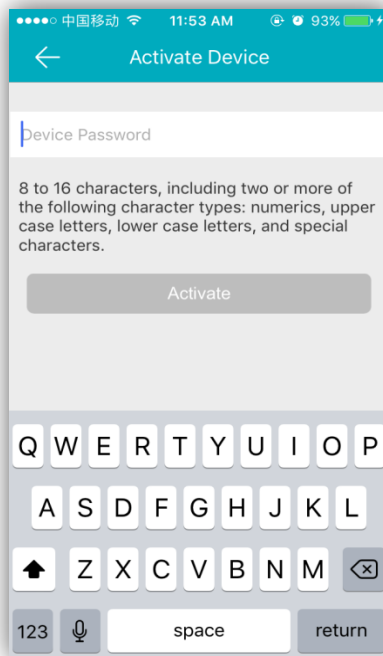 中国移动 11:53 AM 93%
Activate Device
Device Password
8 to 16 characters, including two or more of
the following character types: numerics, upper
case letters, lower case letters, and special
characters.
Activate
Q W E R T Y U I O P
A S D F G H J K L
Z X C V B N M
123 space return